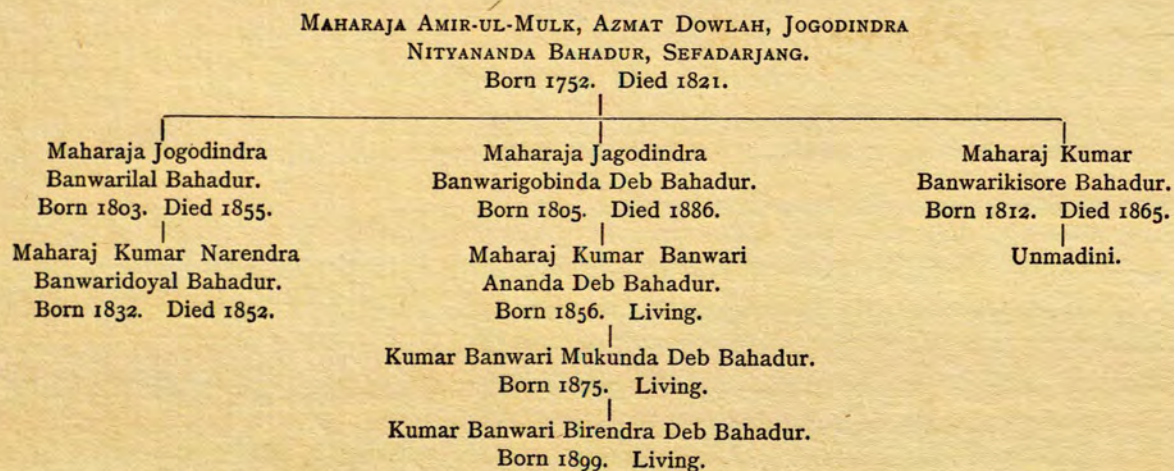 MAHARAJA AMIR-UL-MULK, AZMAT DOWLAH, JOGODINDRA
NITYANANDA BAHADUR, SEFADARJANG.
Born 1752. Died 1821.
Maharaja Jogodindra
Banwarilal Bahadur.
Born 1803. Died 1855.
Maharaj Kumar Narendra
Banwaridoyal Bahadur.
Born 1832. Died 1852.
Maharaja Jagodindra
Banwarigobinda Deb Bahadur.
Born 1805. Died 1886.
Maharaj Kumar Banwari
Ananda Deb Bahadur.
Born 1856. Living.
Kumar Banwari Mukunda Deb Bahadur.
Born 1875. Living.
Kumar Banwari Birendra Deb Bahadur.
Born 1899. Living.
Maharaj Kumar
Banwarikisore Bahadur.
Born 1812. Died 1865.
Unmadini.